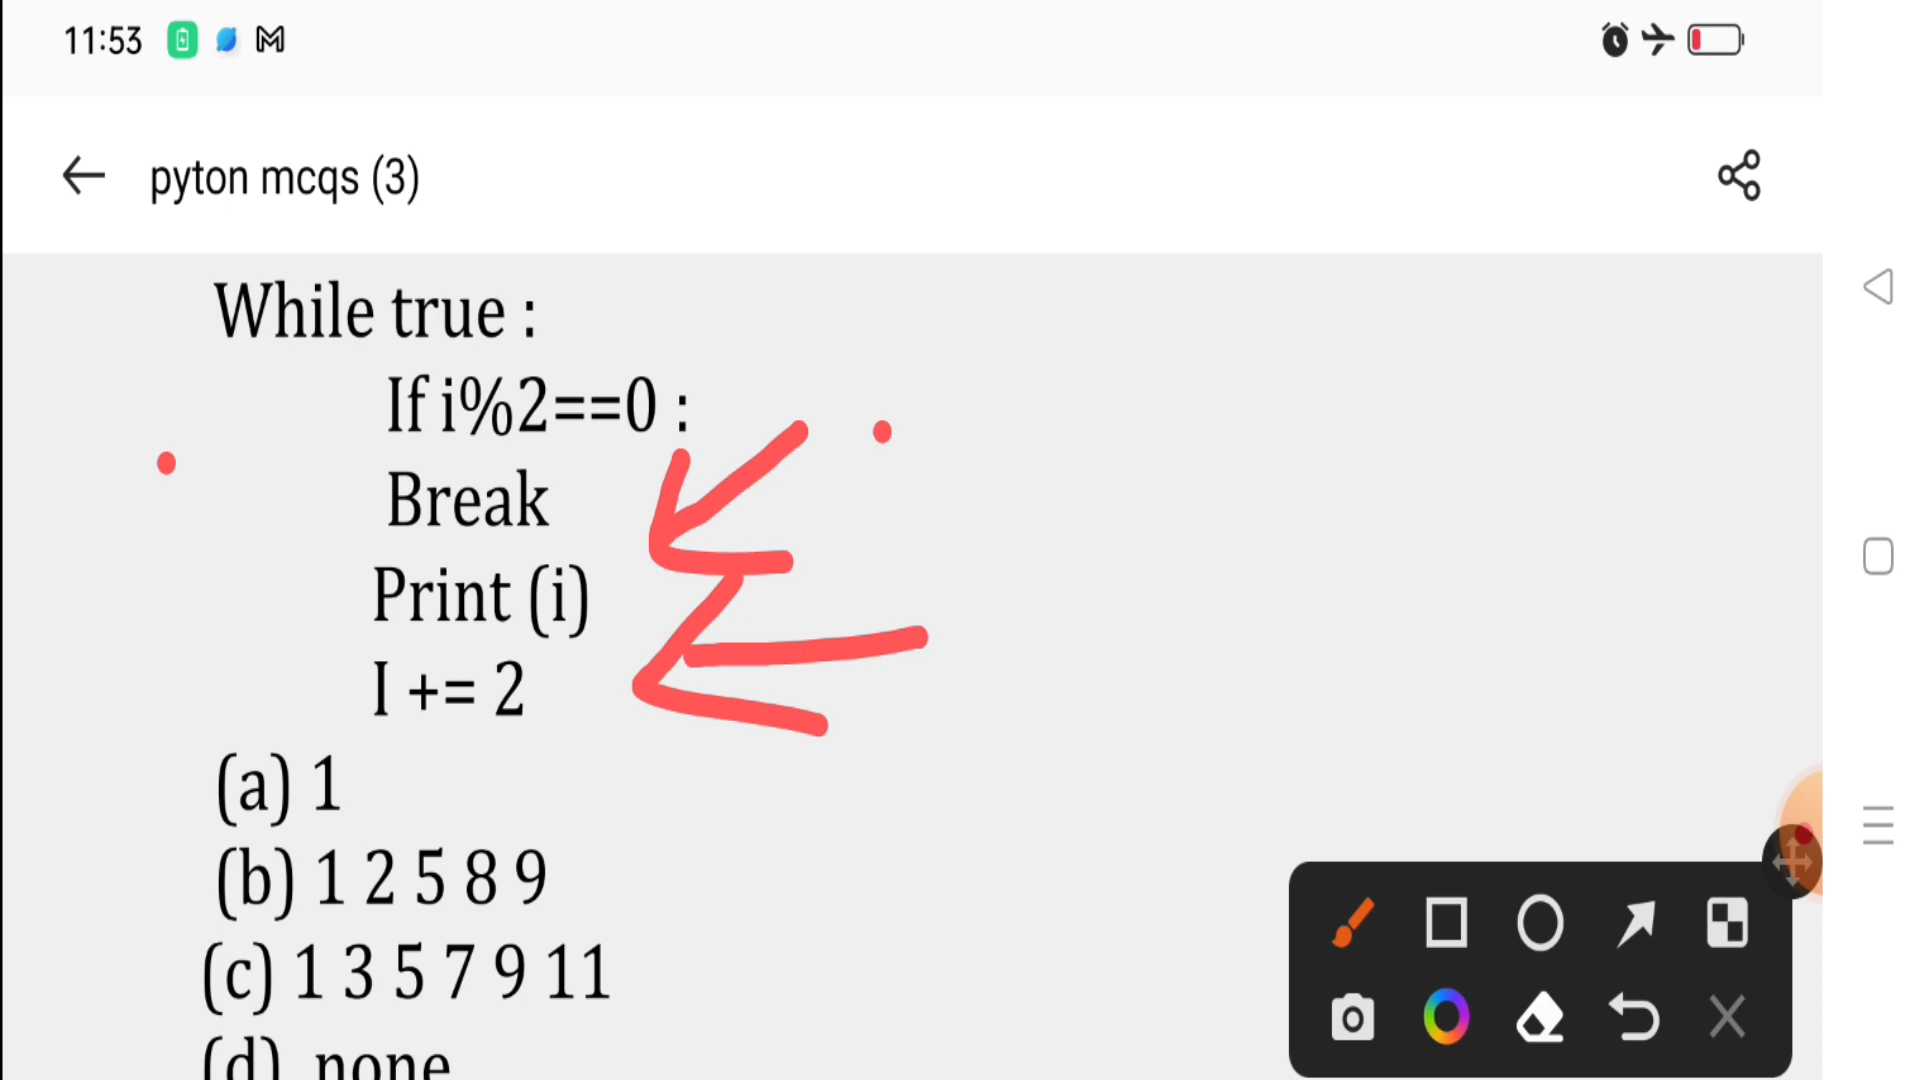 11:53
pyton mcqs (3)
While true :
If i%2==0 :
Break
Print (i)
I += 2
(a) 1
(b) 1 2 5 8 9
(c) 1 3 5 7 9 11
(d) none